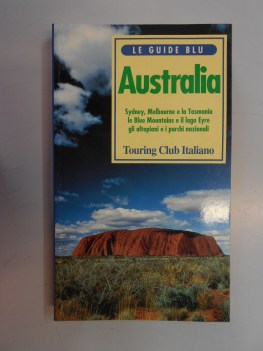 LE GUIDE BLU
Australia
Sydney, Melbourne e la Tasmania
le Blue Mountains e il lago Eyre
gli altopiani e i parchi nazionali
Touring Club Italiano